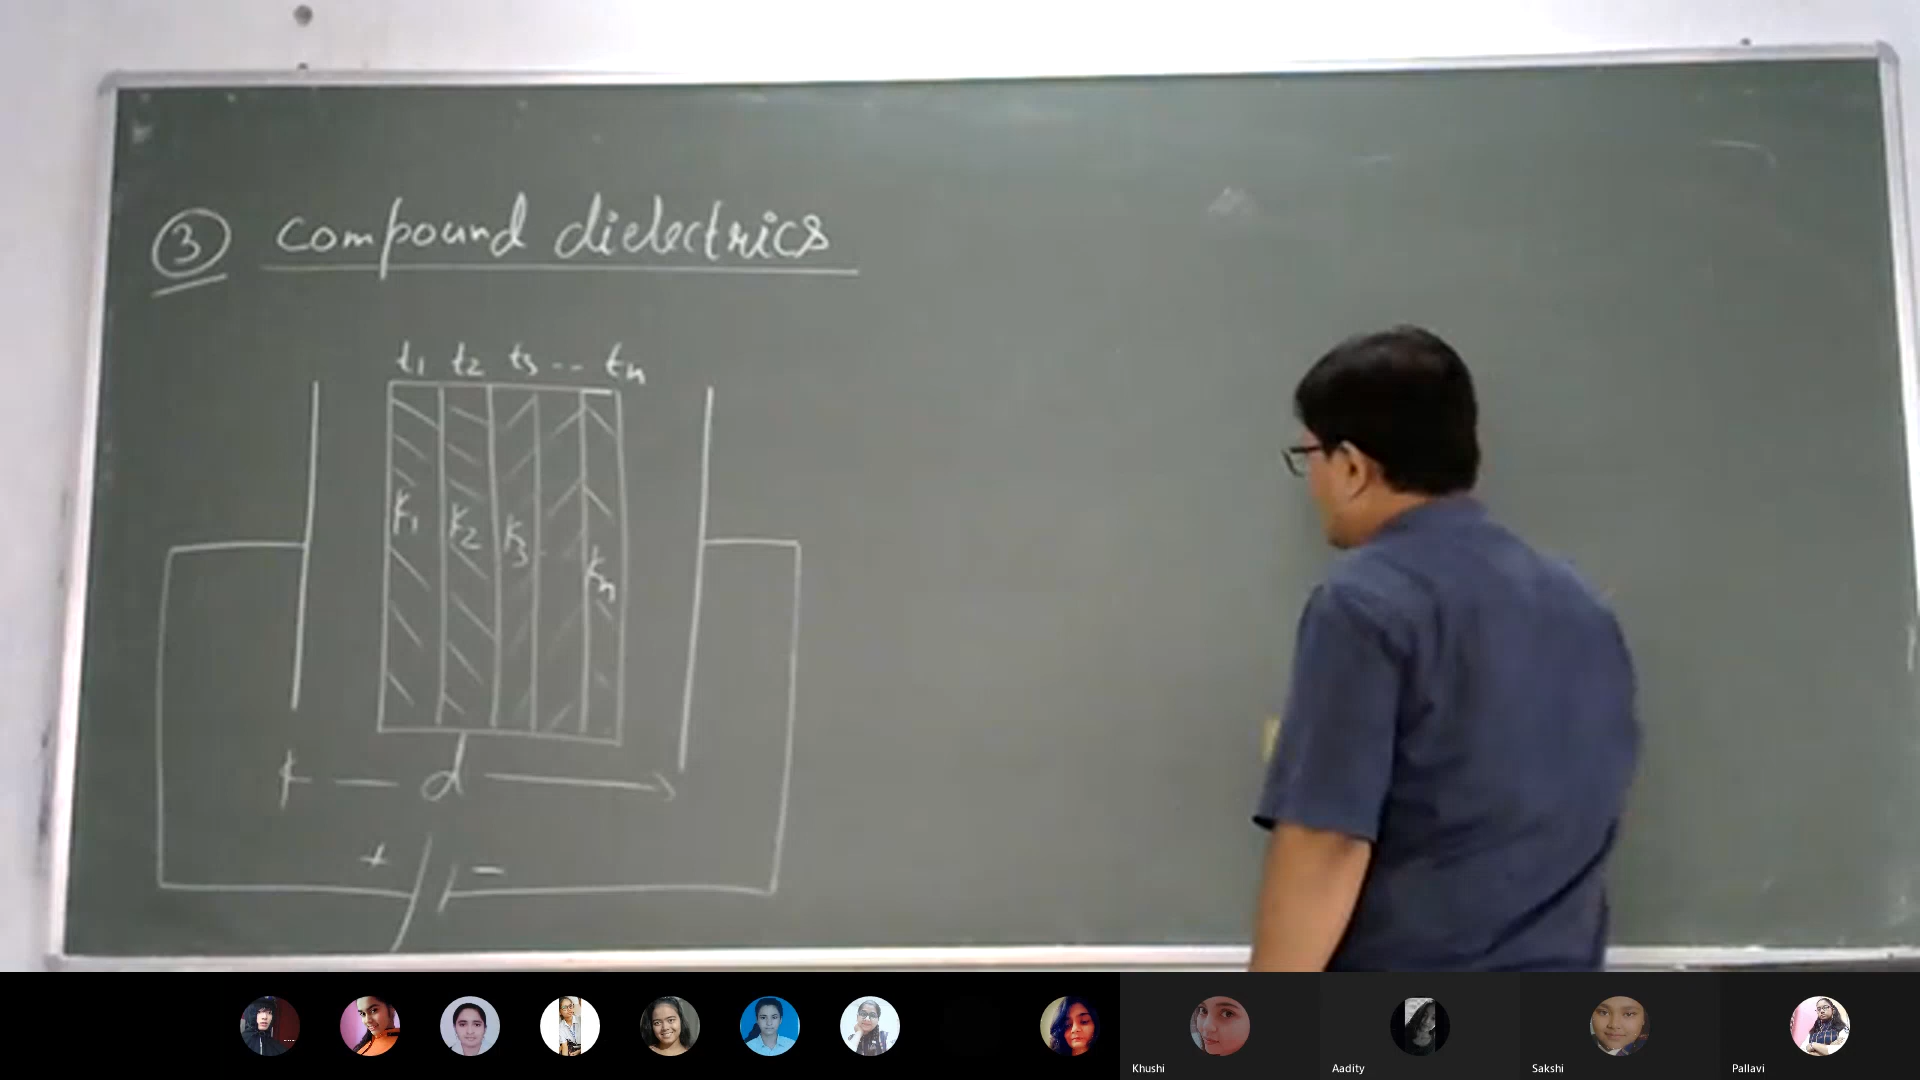 ③ compound dielectrics
t₁ t₂ t₃ -- tₙ
K₁ K₂ K₃ Kₙ
d
+ -
Khushi Aadity Sakshi Pallavi